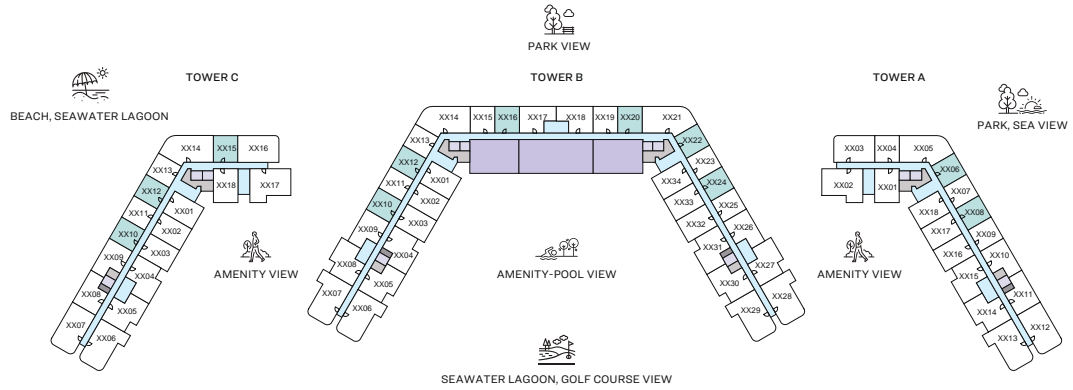 PARK VIEW
TOWER C
TOWER B
TOWER A
BEACH, SEAWATER LAGOON
PARK, SEA VIEW
XX14
XX15
XX16
XX13
XX18
XX17
XX12
XX01
XX11
XX02
XX10
XX03
XX09
XX04
XX08
XX05
XX07
XX06
AMENITY VIEW
XX14
XX15
XX16
XX17
XX18
XX19
XX20
XX21
XX13
XX22
XX12
XX23
XX11
XX01
XX34
XX24
XX10
XX02
XX33
XX25
XX09
XX03
XX32
XX26
XX08
XX04
XX31
XX27
XX05
XX30
XX07
XX28
XX06
XX29
AMENITY-POOL VIEW
XX03
XX04
XX05
XX02
XX01
XX06
XX07
XX18
XX08
XX17
XX09
XX16
XX10
XX15
XX11
XX14
XX12
XX13
AMENITY VIEW
SEAWATER LAGOON, GOLF COURSE VIEW